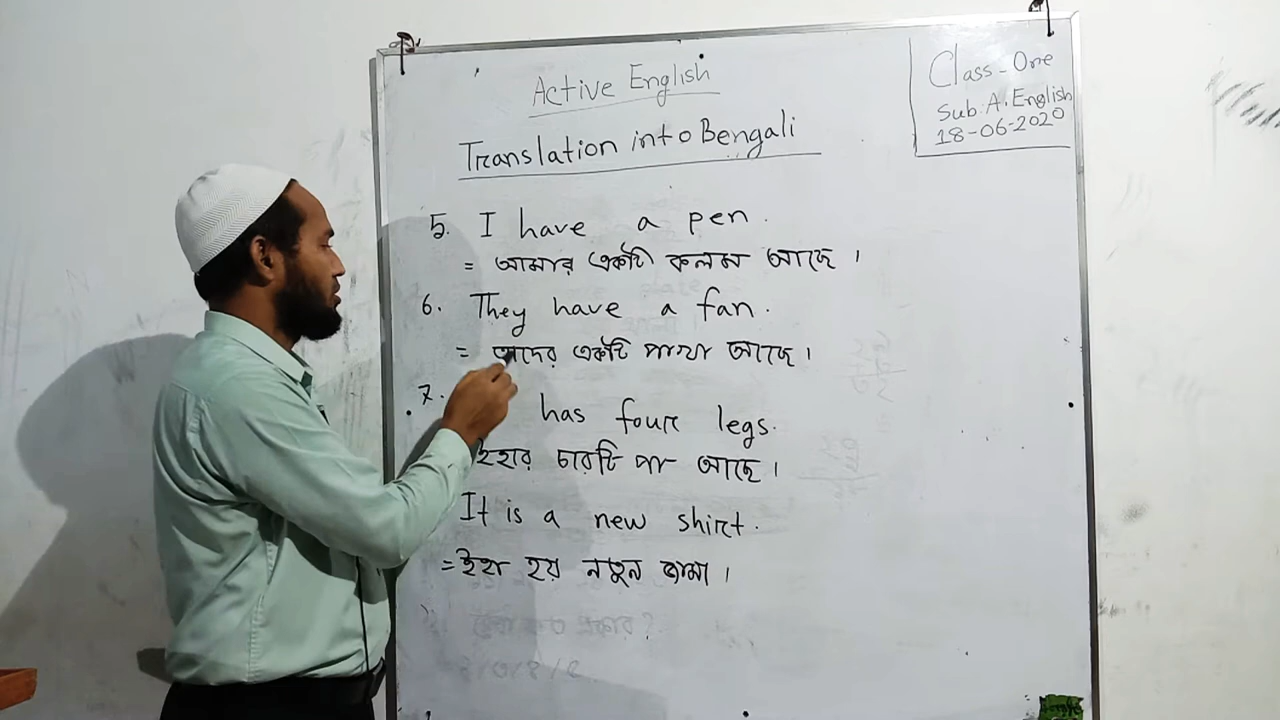 Active English
Class-One
Sub. A. English
18-06-2020
Translation into Bengali
5. I have a pen.
= আমার একটি কলম আছে।
6. They have a fan.
= তাদের একটি পাখা আছে।
7. has four legs.
ইহার চারটি পা আছে।
It is a new shirt.
= ইহা হয় নতুন জামা।